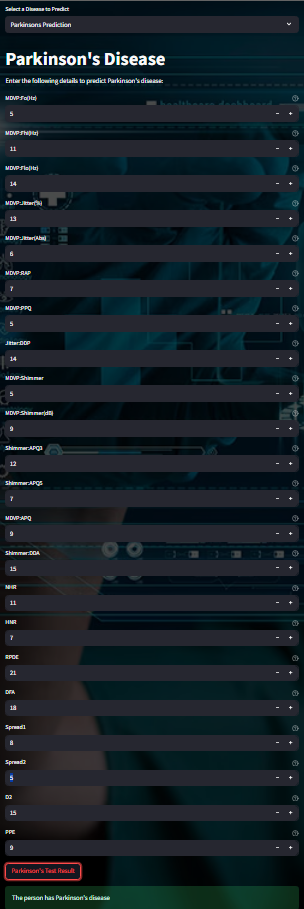 Select a Disease to Predict
Parkinsons Prediction
Parkinson's Disease
Enter the following details to predict Parkinson's disease:
MDVP:Fo(Hz)
5
MDVP:Fhi(Hz)
11
MDVP:Flo(Hz)
14
MDVP:Jitter(%)
13
MDVP:Jitter(Abs)
6
MDVP:RAP
7
MDVP:PPQ
5
Jitter:DDP
14
MDVP:Shimmer
5
MDVP:Shimmer(dB)
9
Shimmer:APQ3
12
Shimmer:APQ5
7
MDVP:APQ
9
Shimmer:DDA
15
NHR
11
HNR
7
RPDE
21
DFA
18
Spread1
8
Spread2
5
D2
15
PPE
9
Parkinson's Test Result
The person has Parkinson's disease